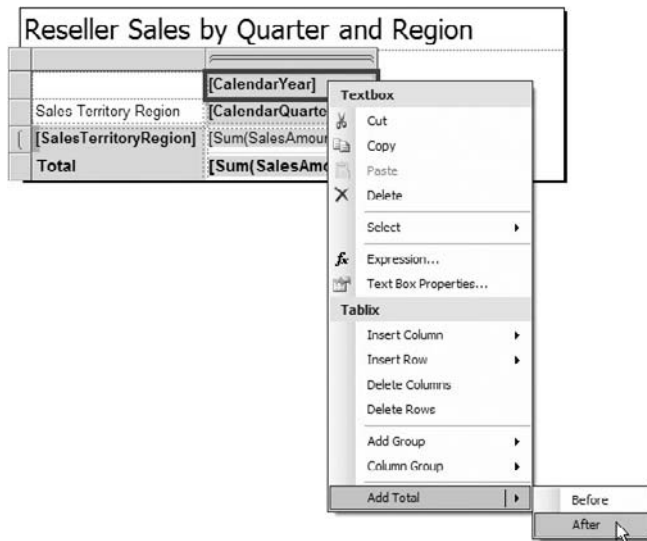 Reseller Sales by Quarter and Region
[CalendarYear]
Sales Territory Region [CalendarQuarte
[SalesTerritoryRegion] [Sum(SalesAmour
Total [Sum(SalesAmo
Textbox
Cut
Copy
Paste
Delete
Select
fx Expression...
Text Box Properties...
Tablix
Insert Column
Insert Row
Delete Columns
Delete Rows
Add Group
Column Group
Add Total
Before
After